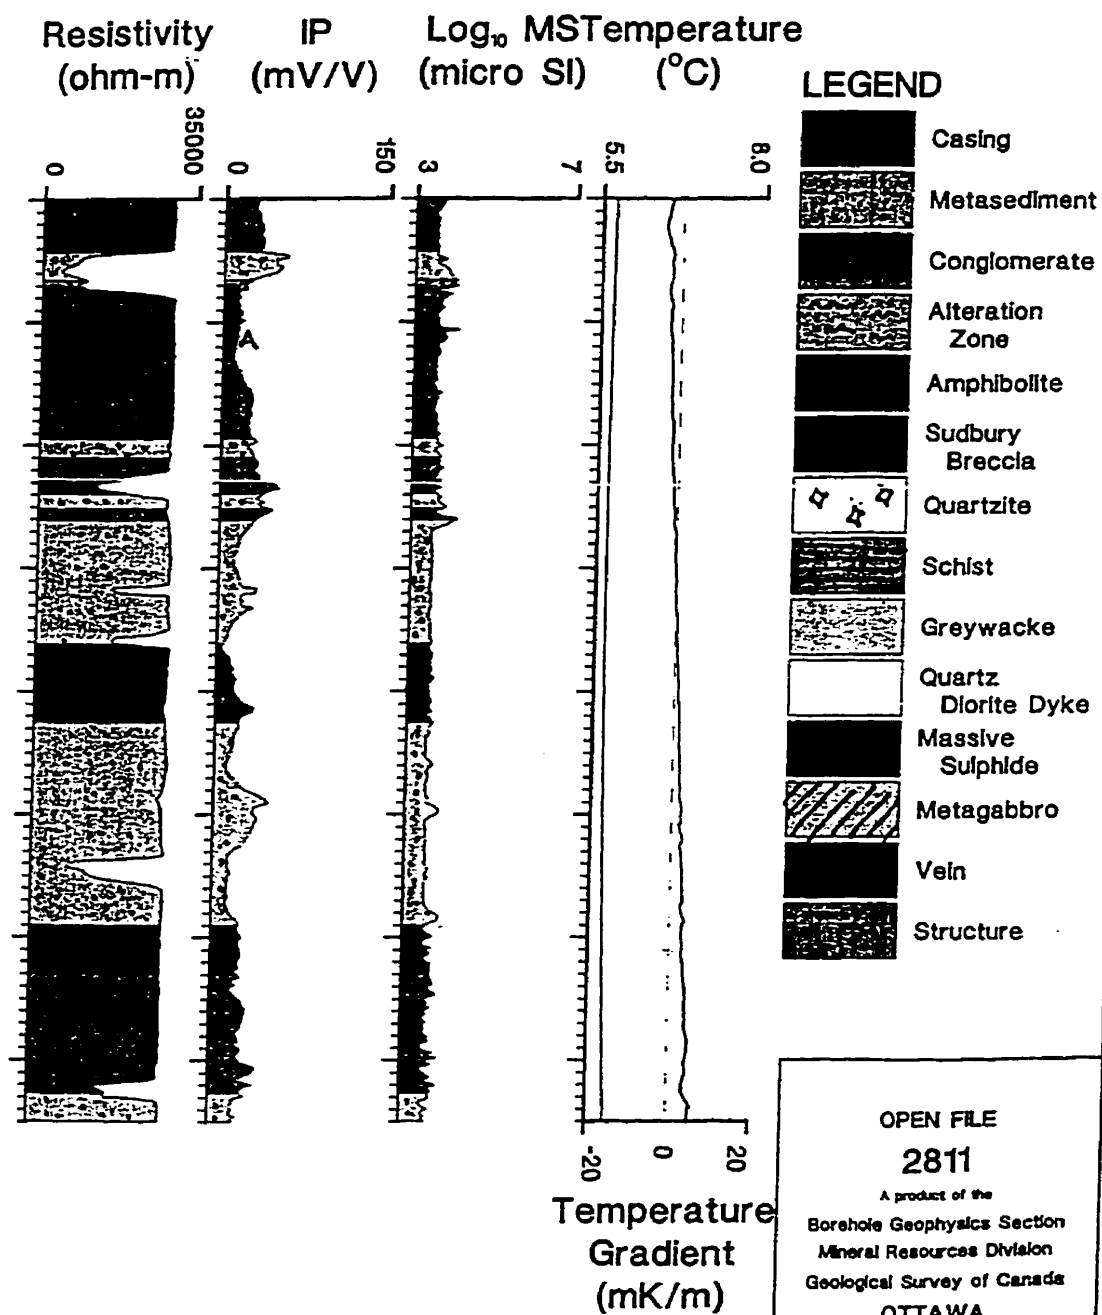 Resistivity IP Log₁₀ MS Temperature
(ohm-m) (mV/V) (micro SI) (°C)
0 35000 0 150 3 7 5.5 8.0
A
-20 0 20
Temperature
Gradient
(mK/m)
LEGEND
Casing
Metasediment
Conglomerate
Alteration
Zone
Amphibolite
Sudbury
Breccia
Quartzite
Schist
Greywacke
Quartz
Diorite Dyke
Massive
Sulphide
Metagabbro
Vein
Structure
OPEN FILE
2811
A product of the
Borehole Geophysics Section
Mineral Resources Division
Geological Survey of Canada
OTTAWA